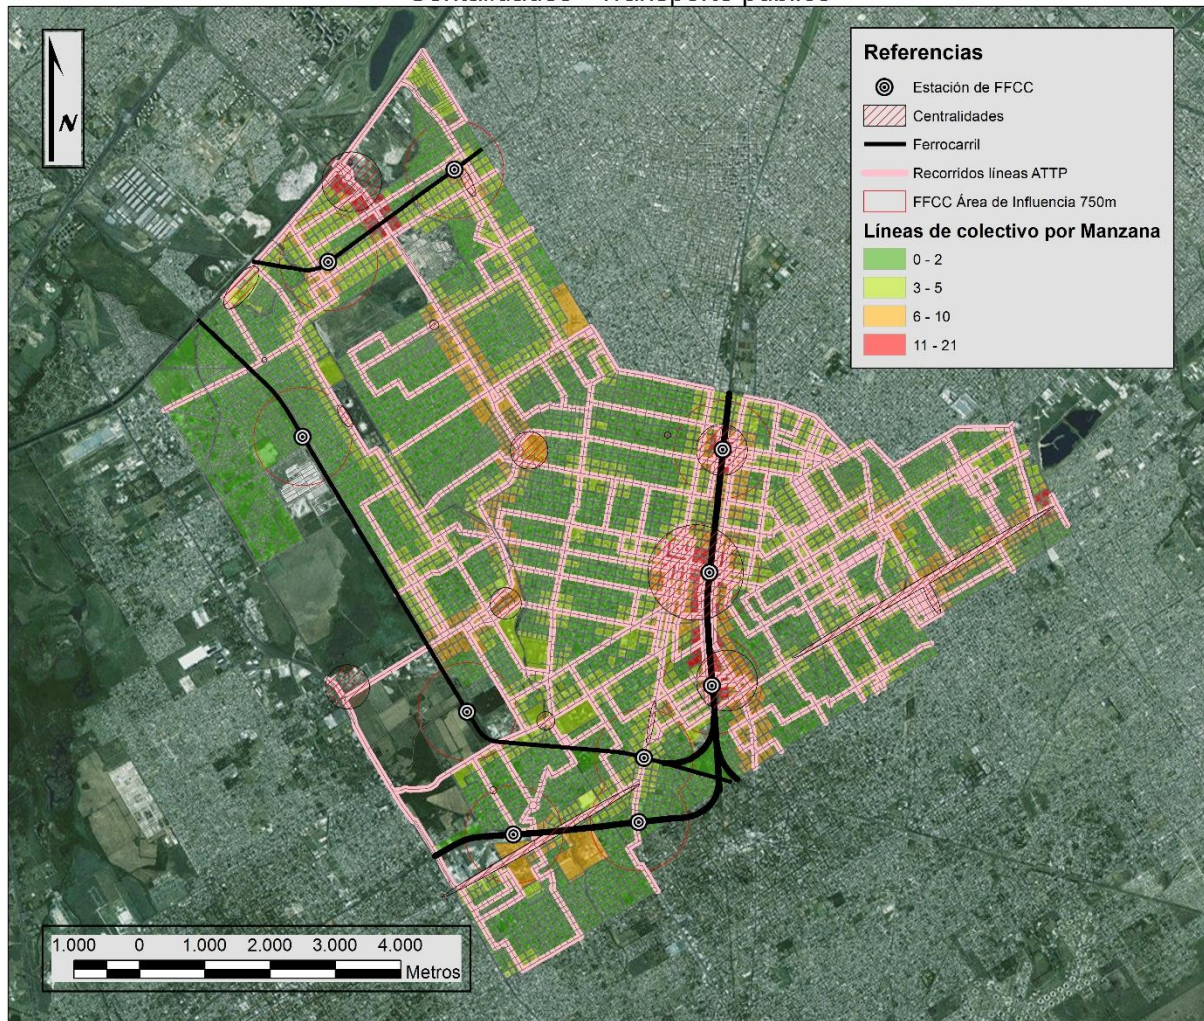 Centralidades - Transporte público
N
Referencias
Estación de FFCC
Centralidades
Ferrocarril
Recorridos líneas ATTP
FFCC Área de Influencia 750m
Líneas de colectivo por Manzana
0 - 2
3 - 5
6 - 10
11 - 21
1.000 0 1.000 2.000 3.000 4.000
Metros